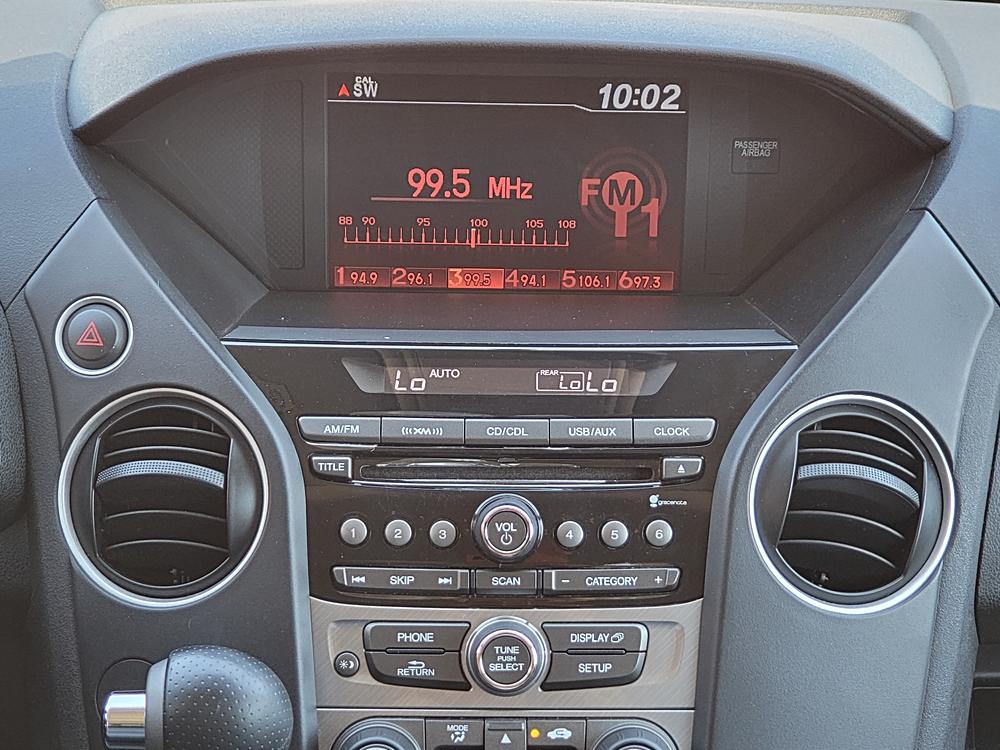 CAL.
SW
10:02
PASSENGER
AIRBAG
99.5 MHz
FM1
88 90 95 100 105 108
1 94.9 2 96.1 3 99.5 4 94.1 5 106.1 6 97.3
Lo AUTO REAR Lo Lo
AM/FM ((XM)) CD/CDL USB/AUX CLOCK
TITLE
gracenote
1 2 3 VOL 4 5 6
SKIP SCAN − CATEGORY +
PHONE DISPLAY
TUNE
PUSH
SELECT
RETURN SETUP
MODE